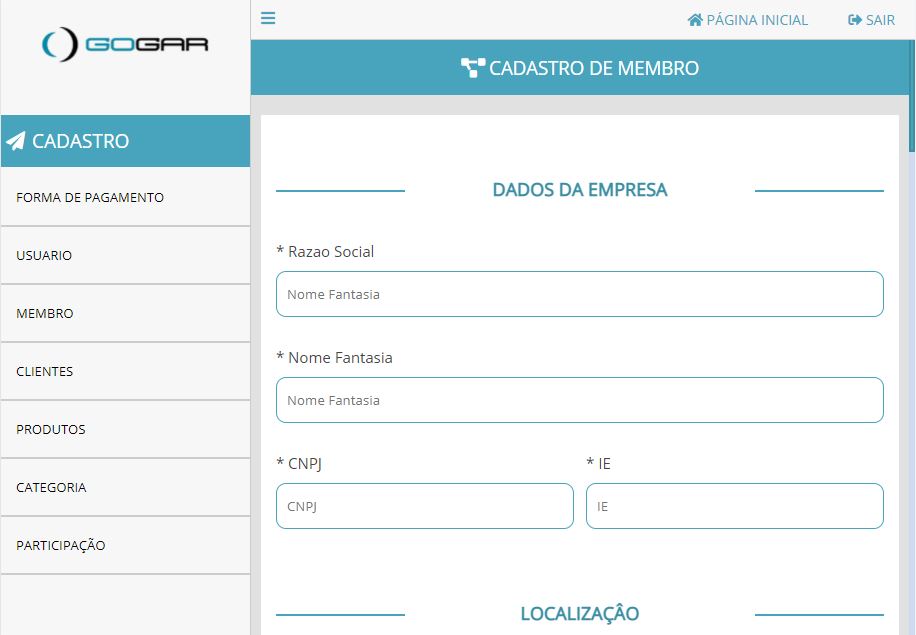 GOGAR
PÁGINA INICIAL
SAIR
CADASTRO DE MEMBRO
CADASTRO
FORMA DE PAGAMENTO
USUARIO
MEMBRO
CLIENTES
PRODUTOS
CATEGORIA
PARTICIPAÇÃO
DADOS DA EMPRESA
* Razao Social
Nome Fantasia
* Nome Fantasia
Nome Fantasia
* CNPJ
* IE
CNPJ
IE
LOCALIZAÇÂO